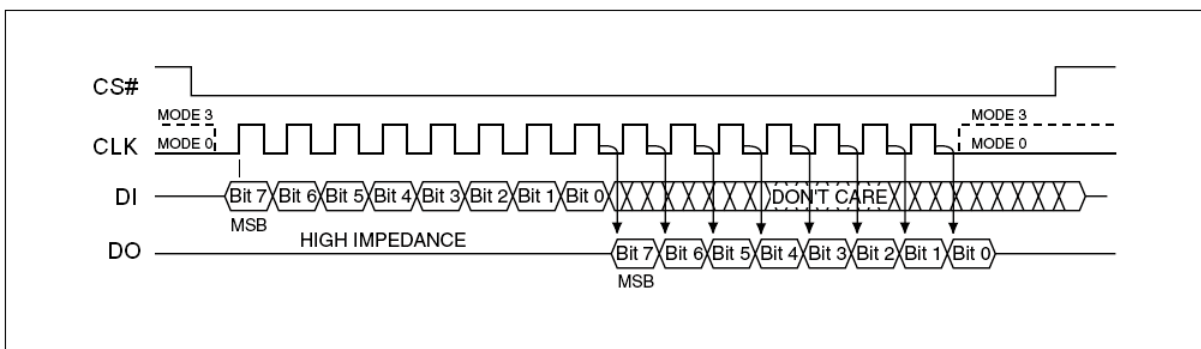 CS#
MODE 3 MODE 3
CLK MODE 0 MODE 0
DI Bit 7 Bit 6 Bit 5 Bit 4 Bit 3 Bit 2 Bit 1 Bit 0 DON'T CARE
MSB
HIGH IMPEDANCE
DO Bit 7 Bit 6 Bit 5 Bit 4 Bit 3 Bit 2 Bit 1 Bit 0
MSB